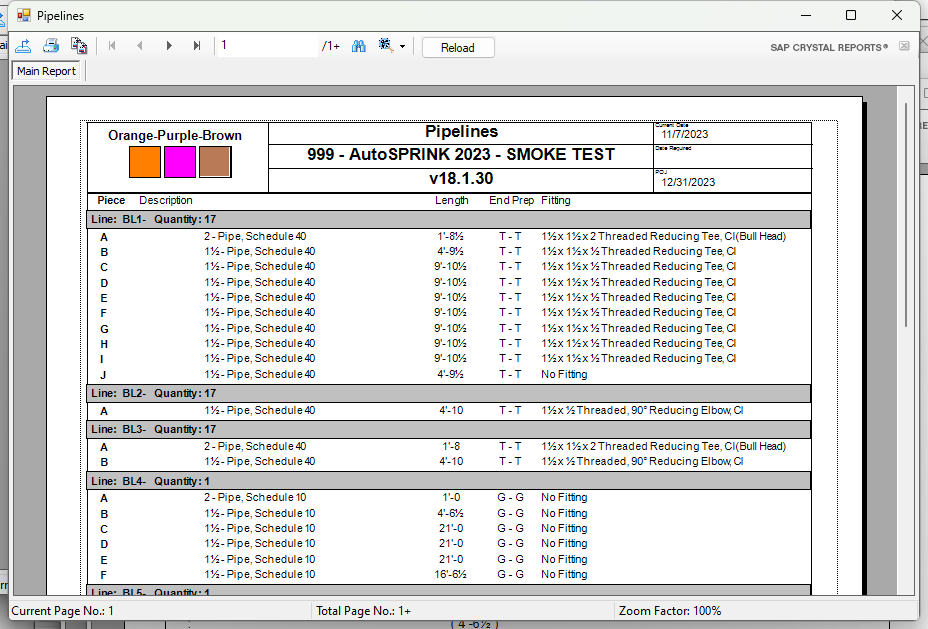 Pipelines
1 /1+ Reload SAP CRYSTAL REPORTS®
Main Report
Orange-Purple-Brown
Pipelines
Current Date
11/7/2023
999 - AutoSPRINK 2023 - SMOKE TEST
Date Required
v18.1.30
POJ
12/31/2023
Piece Description Length End Prep Fitting
Line: BL1- Quantity: 17
A 2 - Pipe, Schedule 40 1'-8½ T - T 1½ x 1½ x 2 Threaded Reducing Tee, CI (Bull Head)
B 1½ - Pipe, Schedule 40 4'-9½ T - T 1½ x 1½ x ½ Threaded Reducing Tee, CI
C 1½ - Pipe, Schedule 40 9'-10½ T - T 1½ x 1½ x ½ Threaded Reducing Tee, CI
D 1½ - Pipe, Schedule 40 9'-10½ T - T 1½ x 1½ x ½ Threaded Reducing Tee, CI
E 1½ - Pipe, Schedule 40 9'-10½ T - T 1½ x 1½ x ½ Threaded Reducing Tee, CI
F 1½ - Pipe, Schedule 40 9'-10½ T - T 1½ x 1½ x ½ Threaded Reducing Tee, CI
G 1½ - Pipe, Schedule 40 9'-10½ T - T 1½ x 1½ x ½ Threaded Reducing Tee, CI
H 1½ - Pipe, Schedule 40 9'-10½ T - T 1½ x 1½ x ½ Threaded Reducing Tee, CI
I 1½ - Pipe, Schedule 40 9'-10½ T - T 1½ x 1½ x ½ Threaded Reducing Tee, CI
J 1½ - Pipe, Schedule 40 4'-9½ T - T No Fitting
Line: BL2- Quantity: 17
A 1½ - Pipe, Schedule 40 4'-10 T - T 1½ x ½ Threaded, 90° Reducing Elbow, CI
Line: BL3- Quantity: 17
A 2 - Pipe, Schedule 40 1'-8 T - T 1½ x 1½ x 2 Threaded Reducing Tee, CI (Bull Head)
B 1½ - Pipe, Schedule 40 4'-10 T - T 1½ x ½ Threaded, 90° Reducing Elbow, CI
Line: BL4- Quantity: 1
A 2 - Pipe, Schedule 10 1'-0 G - G No Fitting
B 1½ - Pipe, Schedule 10 4'-6½ G - G No Fitting
C 1½ - Pipe, Schedule 10 21'-0 G - G No Fitting
D 1½ - Pipe, Schedule 10 21'-0 G - G No Fitting
E 1½ - Pipe, Schedule 10 21'-0 G - G No Fitting
F 1½ - Pipe, Schedule 10 16'-6½ G - G No Fitting
Line: BL5- Quantity: 1
Current Page No.: 1 Total Page No.: 1+ Zoom Factor: 100%
( 4'-6½ )